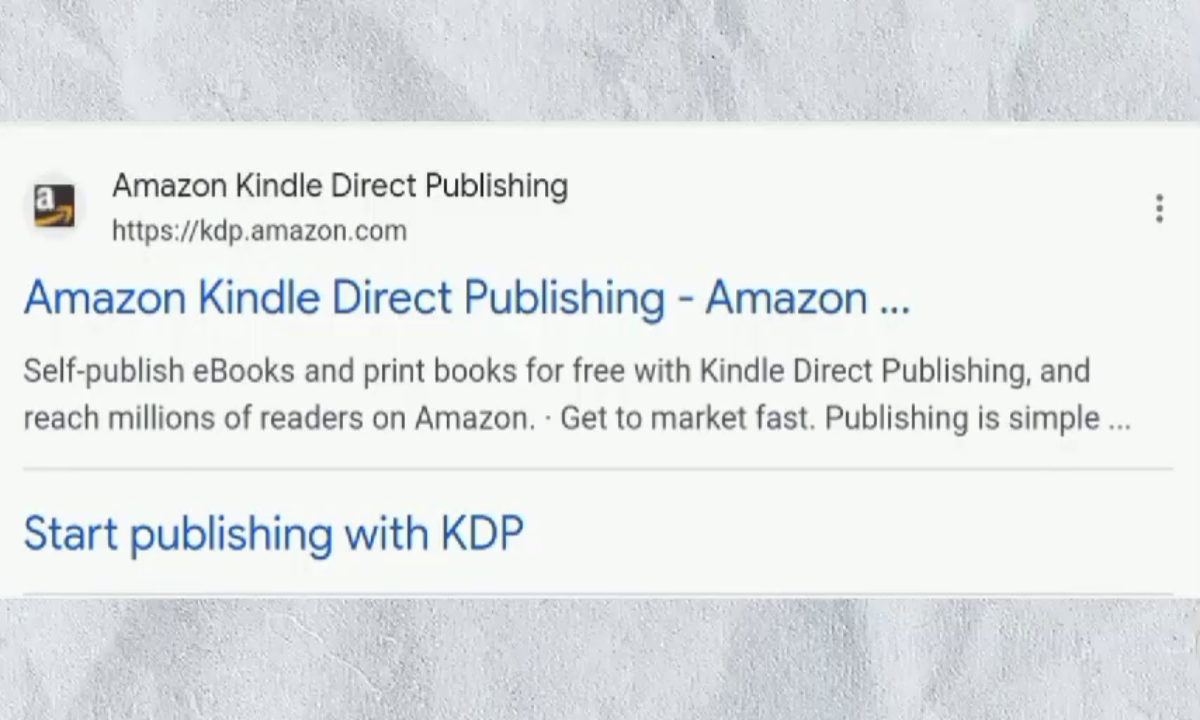 a
Amazon Kindle Direct Publishing
https://kdp.amazon.com
Amazon Kindle Direct Publishing - Amazon ...
Self-publish eBooks and print books for free with Kindle Direct Publishing, and
reach millions of readers on Amazon. · Get to market fast. Publishing is simple ...
Start publishing with KDP